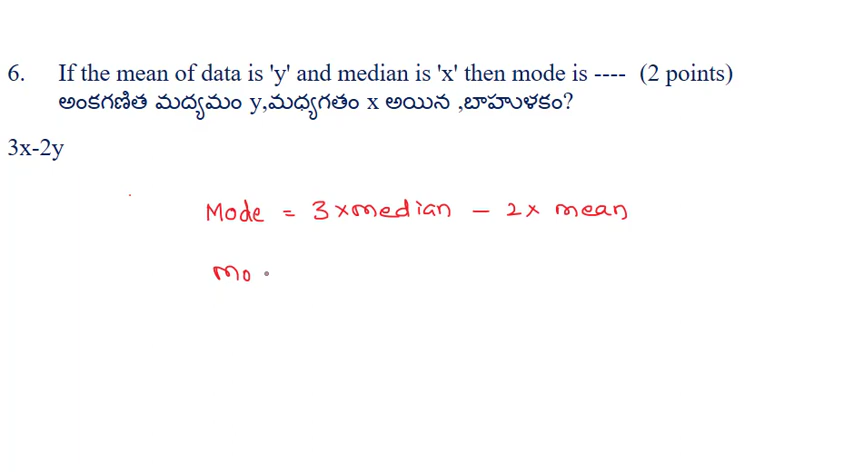 6. If the mean of data is 'y' and median is 'x' then mode is ---- (2 points)
అంకగణిత మద్యమం y,మధ్యగతం x అయిన ,బాహుళకం?
3x-2y
Mode = 3 x median - 2 x mean
Mo